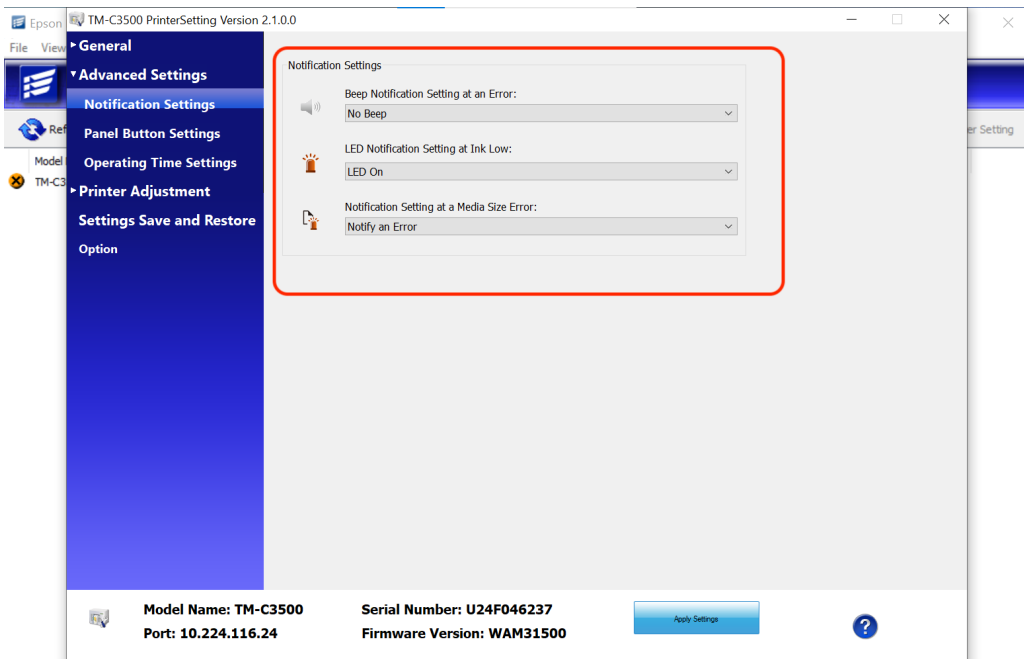 Epson
TM-C3500 PrinterSetting Version 2.1.0.0
File View
General
Advanced Settings
Notification Settings
Panel Button Settings
Operating Time Settings
Printer Adjustment
Settings Save and Restore
Option
Ref
Model
TM-C3
er Setting
Notification Settings
Beep Notification Setting at an Error:
No Beep
LED Notification Setting at Ink Low:
LED On
Notification Setting at a Media Size Error:
Notify an Error
Model Name: TM-C3500
Port: 10.224.116.24
Serial Number: U24F046237
Firmware Version: WAM31500
Apply Settings
?